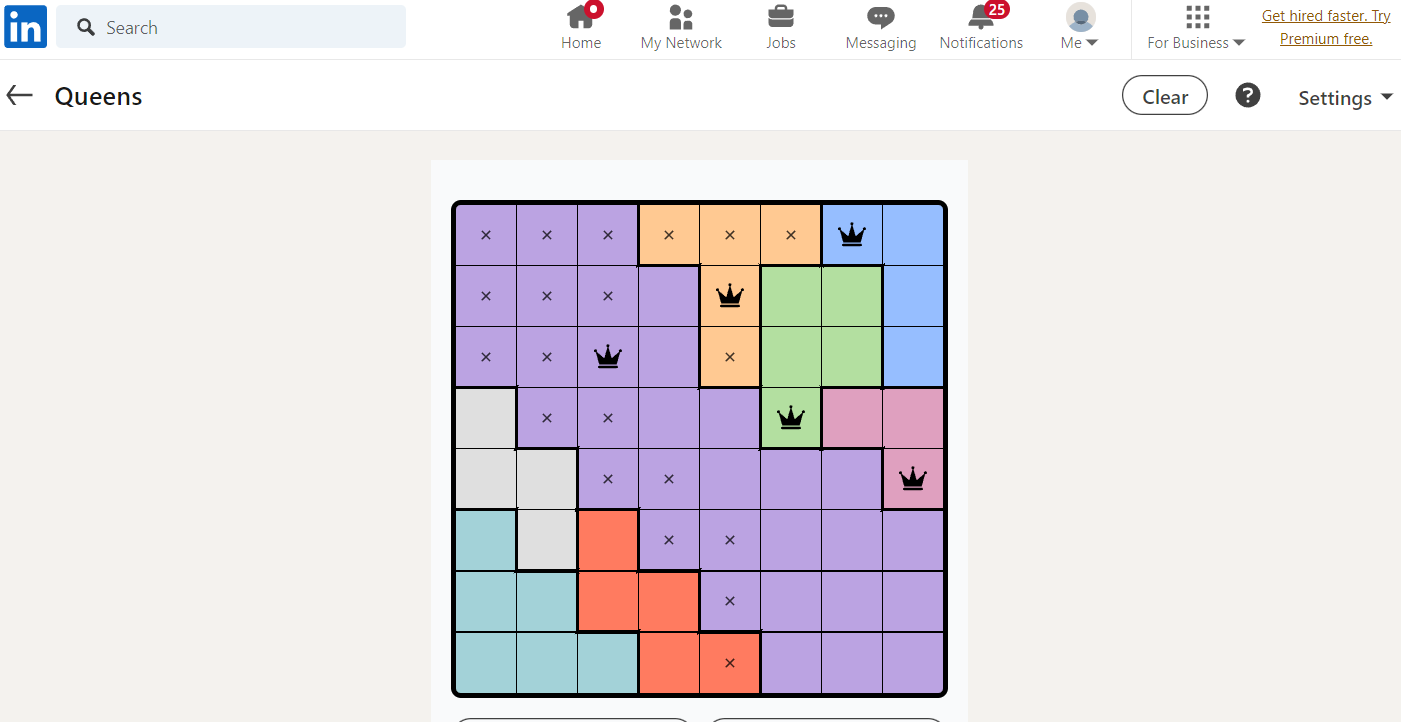 in
Search
Home
My Network
Jobs
Messaging
25
Notifications
Me
For Business
Get hired faster. Try
Premium free.
Queens
Clear
?
Settings
× × × × × ×
× × ×
× × ×
× ×
× ×
× ×
×
×